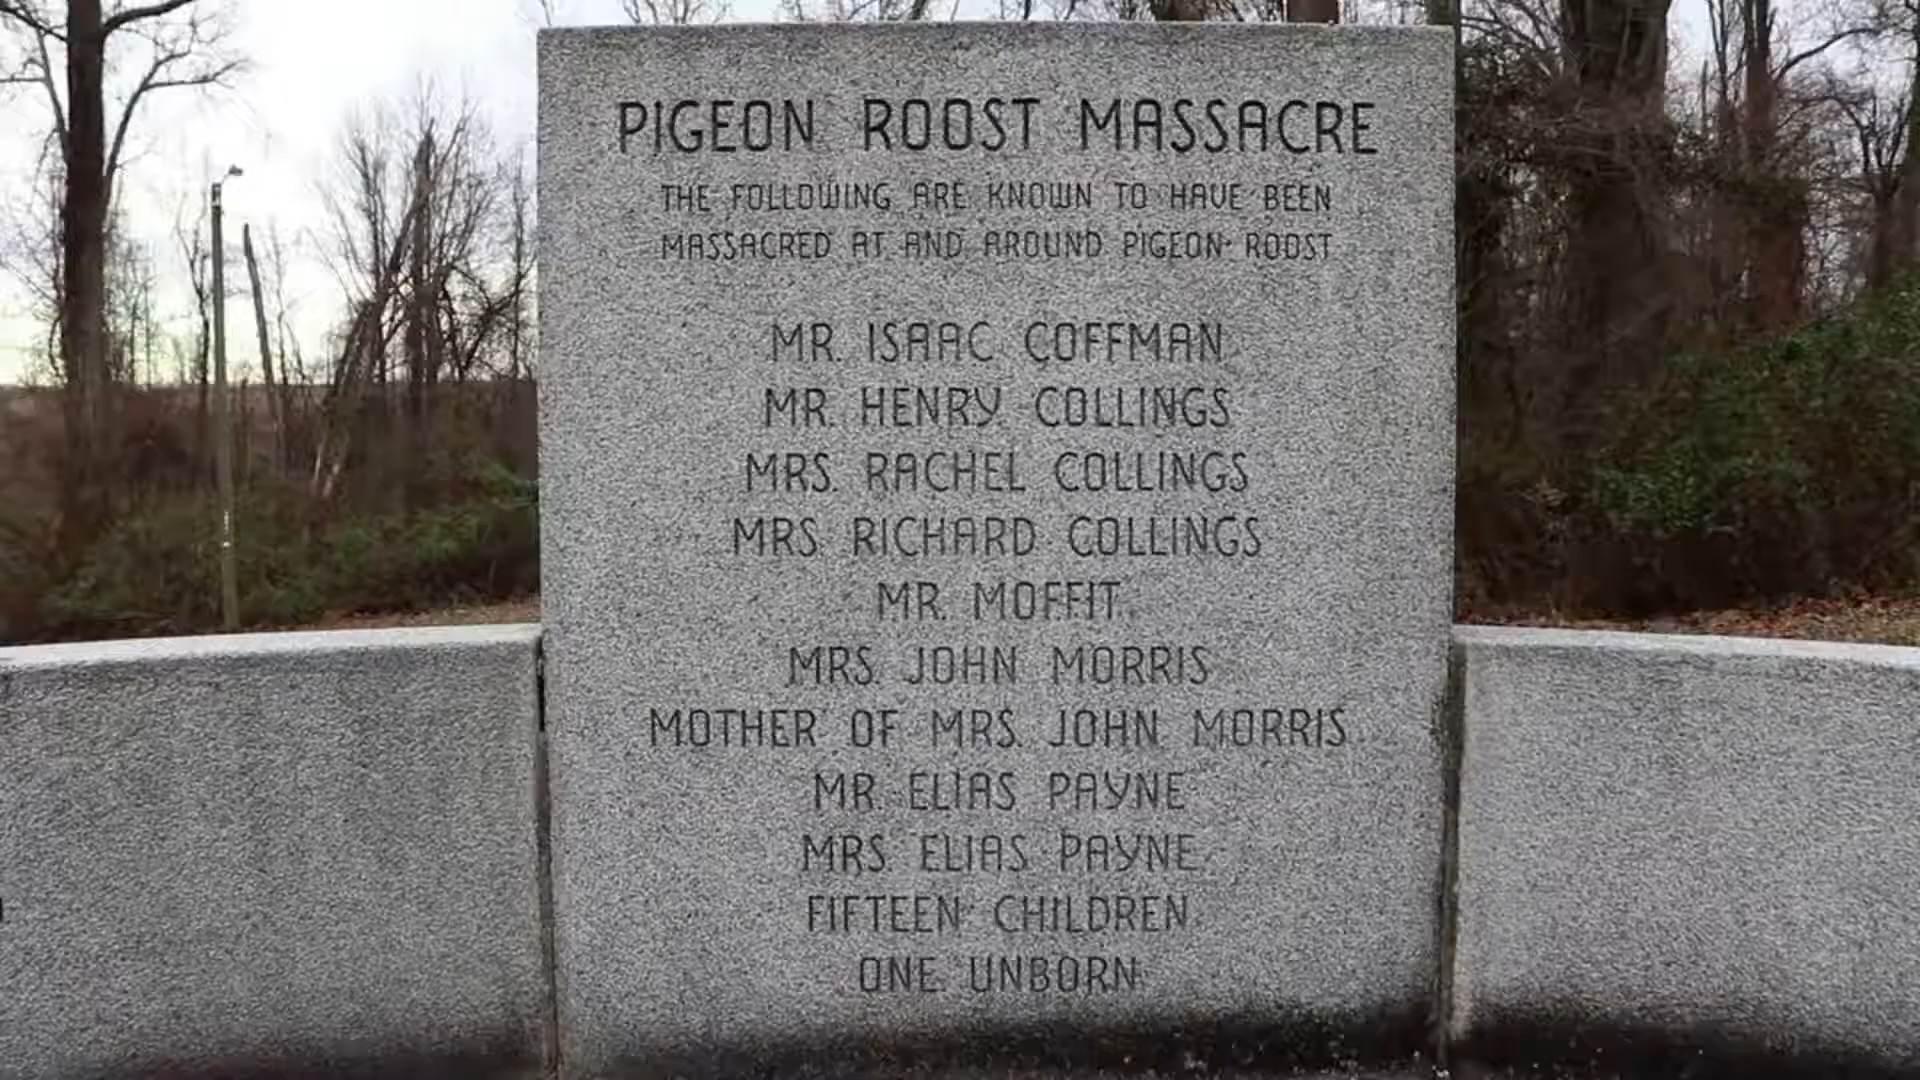 PIGEON ROOST MASSACRE
THE FOLLOWING ARE KNOWN TO HAVE BEEN
MASSACRED AT AND AROUND PIGEON ROOST
MR. ISAAC COFFMAN
MR. HENRY COLLINGS
MRS. RACHEL COLLINGS
MRS RICHARD COLLINGS
MR. MOFFIT
MRS. JOHN MORRIS
MOTHER OF MRS. JOHN MORRIS
MR. ELIAS PAYNE
MRS. ELIAS PAYNE
FIFTEEN CHILDREN
ONE UNBORN